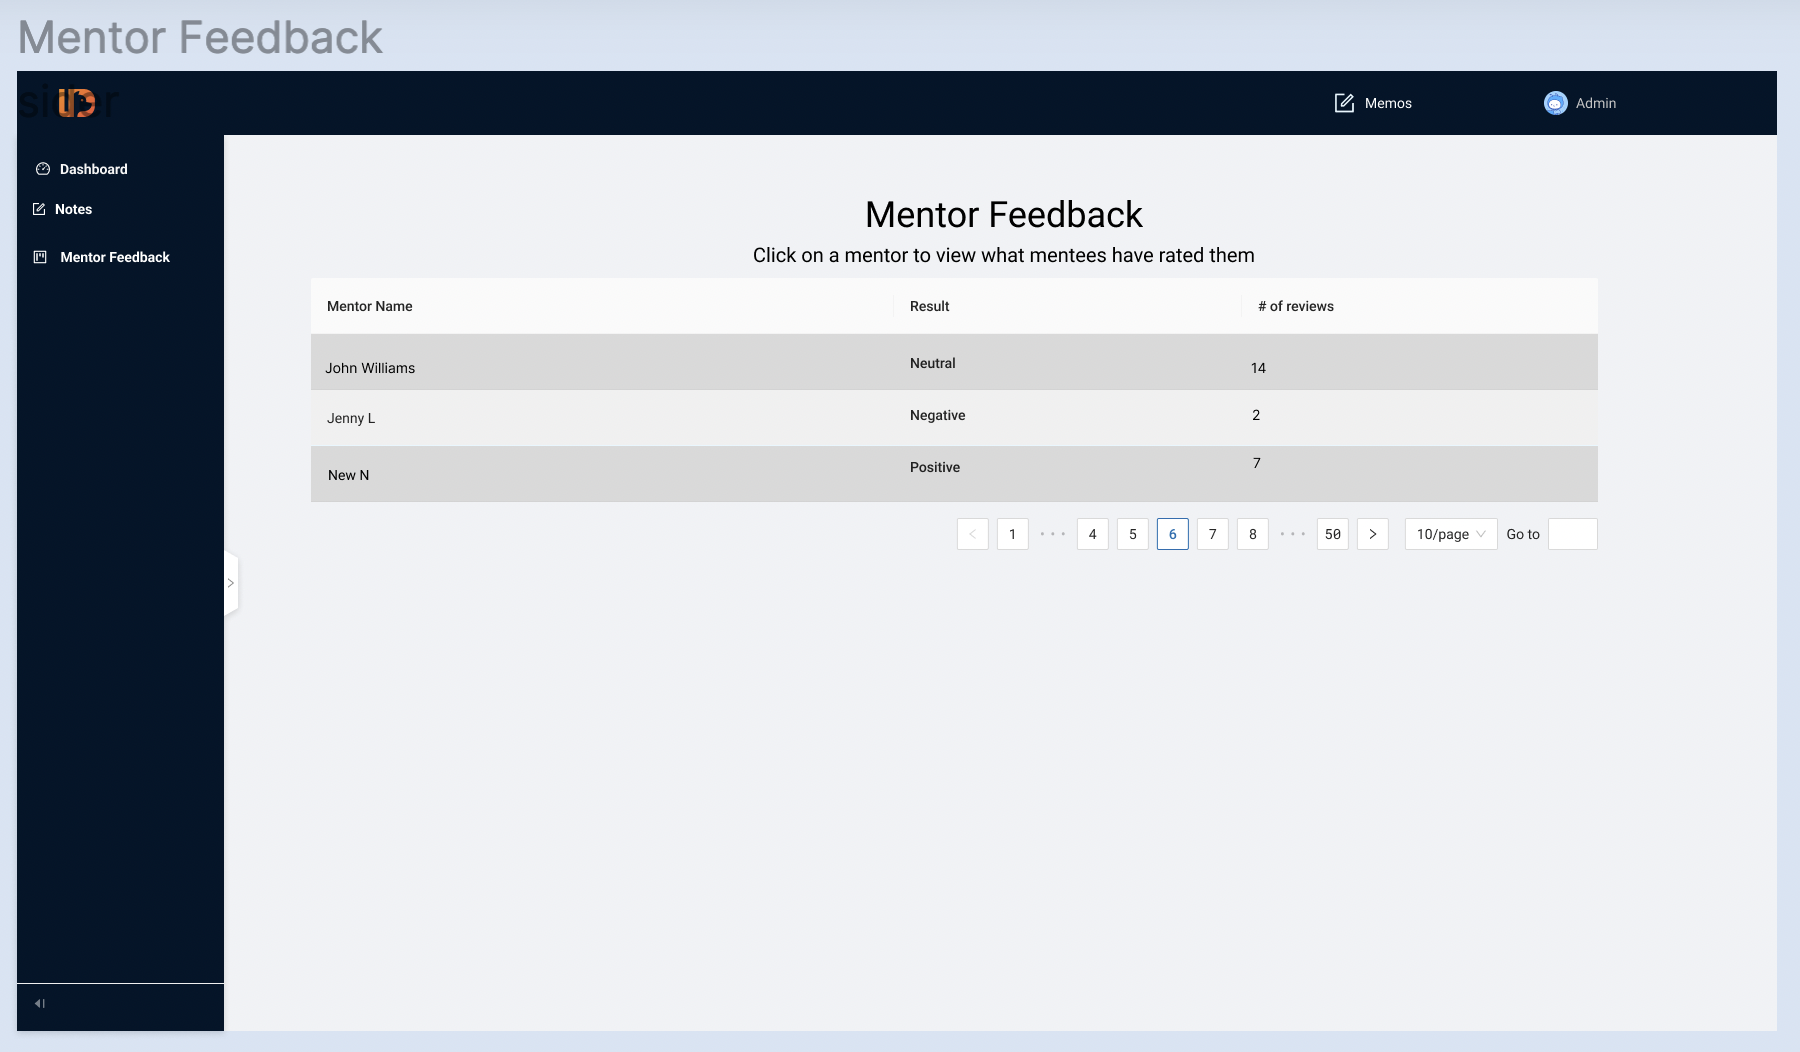 Mentor Feedback
sider
Memos
Admin
Dashboard
Notes
Mentor Feedback
Mentor Feedback
Click on a mentor to view what mentees have rated them
Mentor Name Result # of reviews
John Williams Neutral 14
Jenny L Negative 2
New N Positive 7
< 1 ··· 4 5 6 7 8 ··· 50 > 10/page Go to